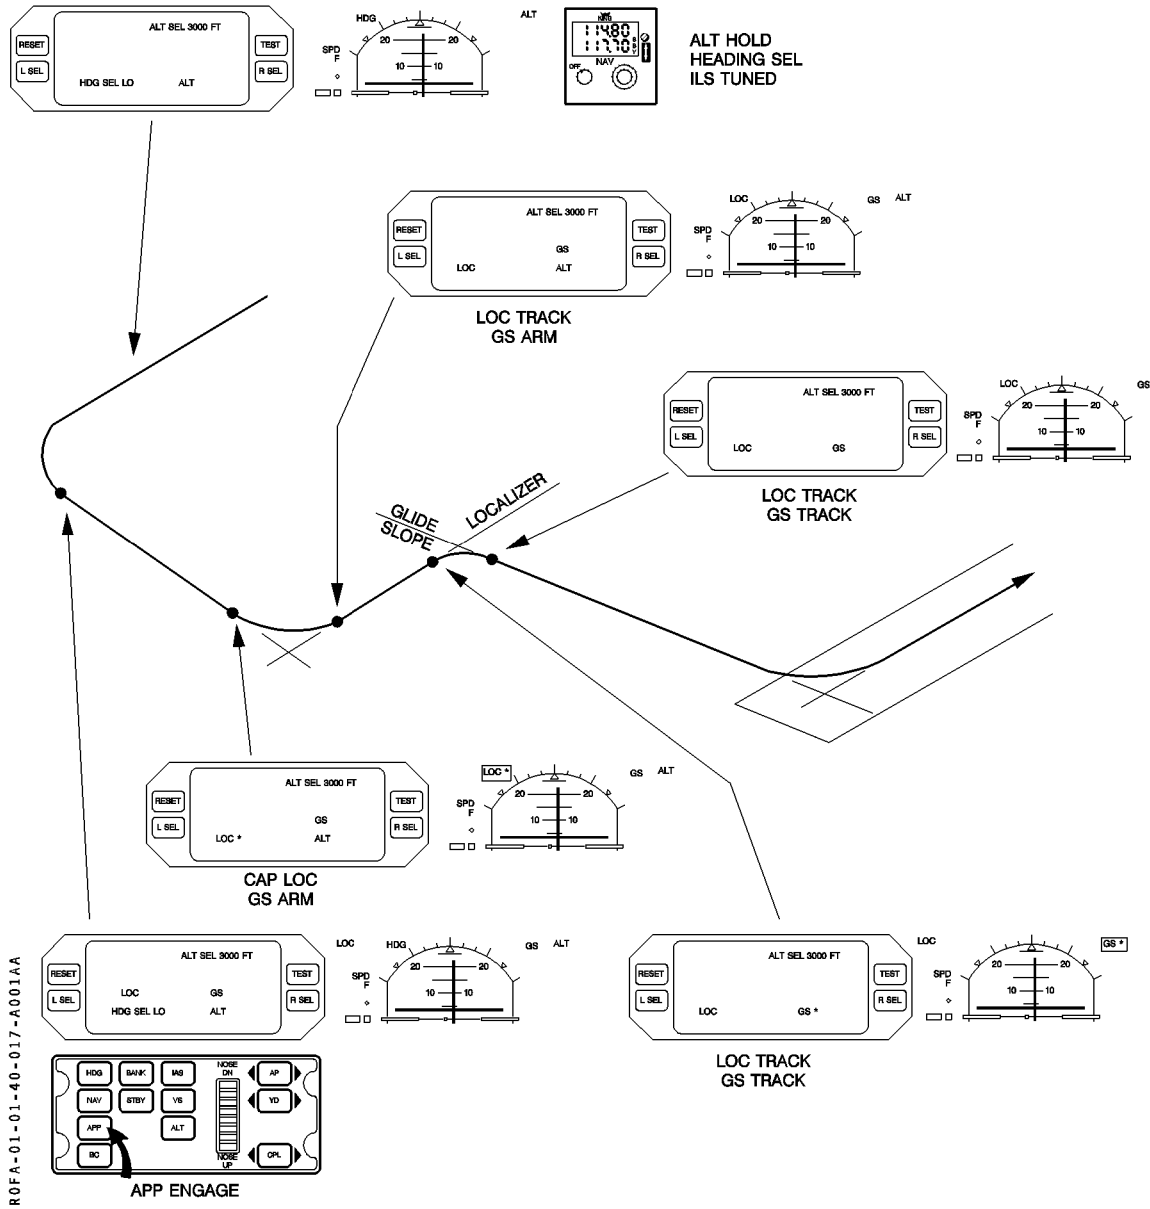 ALT SEL 3000 FT
RESET
TEST
L SEL
R SEL
HDG SEL LO ALT
HDG
ALT
SPD
F
20 20
10 10
KING
114.80
117.70
SBY
NAV
OFF
ALT HOLD
HEADING SEL
ILS TUNED
ALT SEL 3000 FT
RESET
TEST
GS
L SEL
R SEL
LOC ALT
LOC TRACK
GS ARM
LOC
GS ALT
SPD
F
20 20
10 10
ALT SEL 3000 FT
RESET
TEST
L SEL
R SEL
LOC GS
LOC TRACK
GS TRACK
LOC
GS
SPD
F
20 20
10 10
GLIDE
SLOPE
LOCALIZER
ALT SEL 3000 FT
RESET
TEST
GS
L SEL
R SEL
LOC * ALT
CAP LOC
GS ARM
LOC *
GS ALT
SPD
F
20 20
10 10
ALT SEL 3000 FT
RESET
TEST
LOC GS
L SEL
R SEL
HDG SEL LO ALT
LOC HDG
GS ALT
SPD
F
20 20
10 10
ALT SEL 3000 FT
RESET
TEST
L SEL
R SEL
LOC GS *
LOC TRACK
GS TRACK
LOC
GS *
SPD
F
20 20
10 10
HDG BANK IAS
NOSE
DN
AP
NAV STBY VS
YD
APP ALT
BC
NOSE
UP
CPL
APP ENGAGE
R0FA-01-01-40-017-A001AA